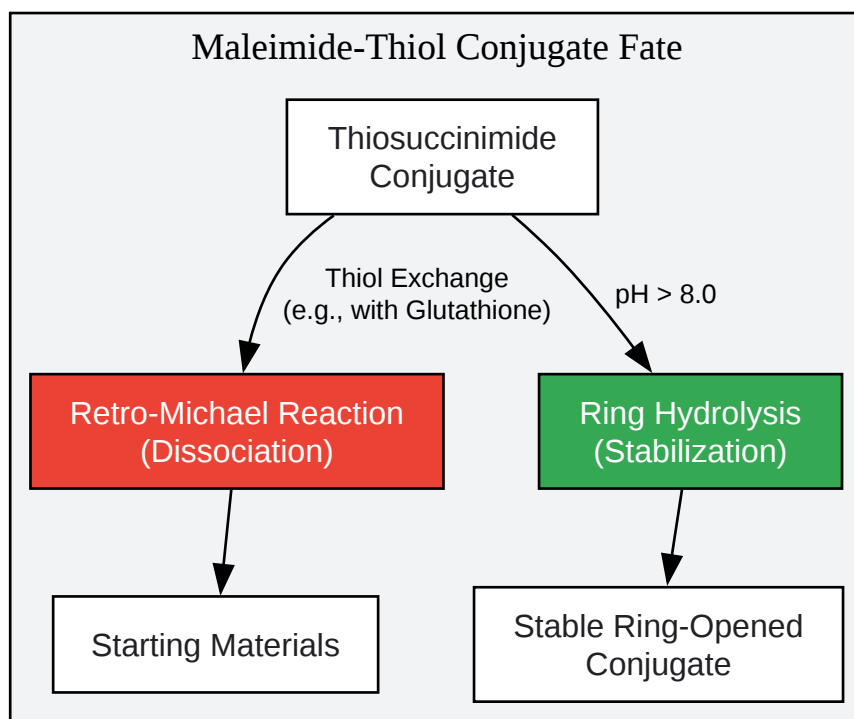 Maleimide-Thiol Conjugate Fate
Thiosuccinimide
Conjugate
Thiol Exchange
(e.g., with Glutathione)
pH > 8.0
Retro-Michael Reaction
(Dissociation)
Ring Hydrolysis
(Stabilization)
Starting Materials
Stable Ring-Opened
Conjugate